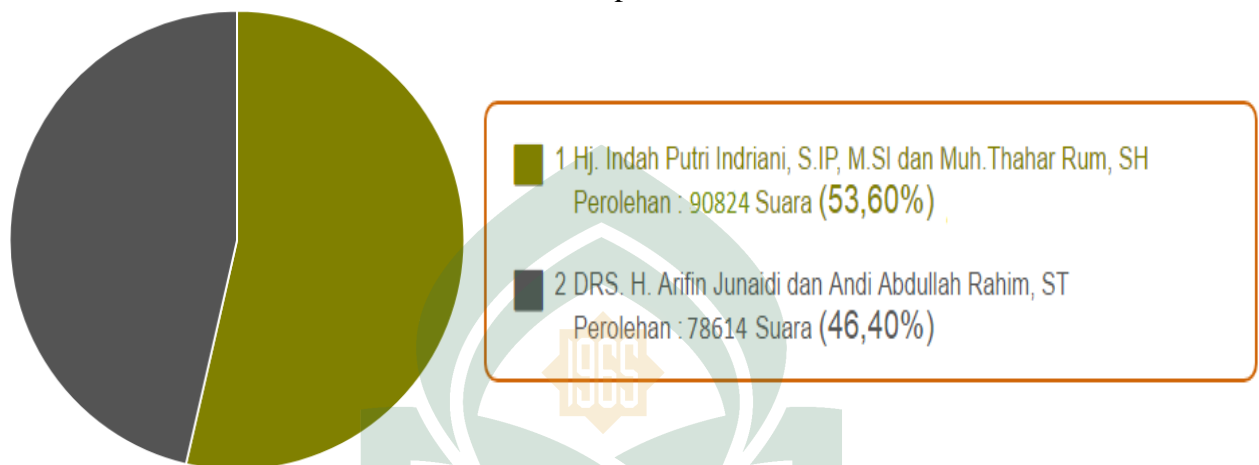 1 Hj. Indah Putri Indriani, S.IP, M.SI dan Muh.Thahar Rum, SH
Perolehan : 90824 Suara (53,60%)
2 DRS. H. Arifin Junaidi dan Andi Abdullah Rahim, ST
Perolehan : 78614 Suara (46,40%)
1965